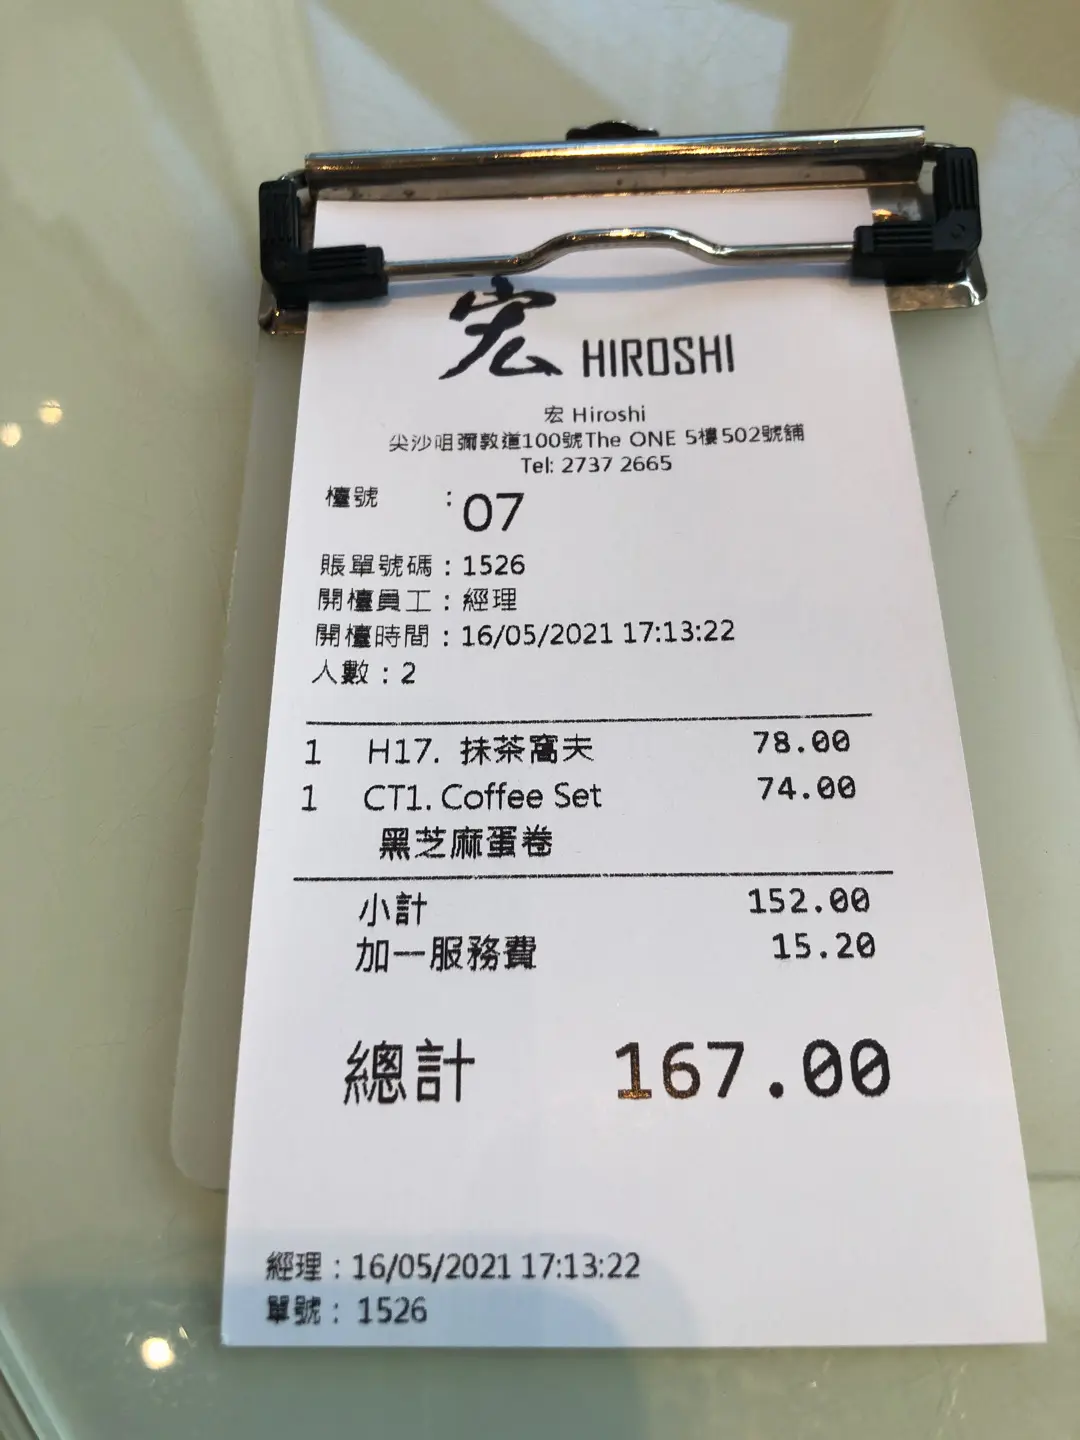 宏 HIROSHI
宏 Hiroshi
尖沙咀彌敦道100號The ONE 5樓502號舖
Tel: 2737 2665
檯號 : 07
賬單號碼 : 1526
開檯員工 : 經理
開檯時間 : 16/05/2021 17:13:22
人數 : 2
1 H17. 抹茶窩夫 78.00
1 CT1. Coffee Set 74.00
黑芝麻蛋卷
小計 152.00
加一服務費 15.20
總計 167.00
經理 : 16/05/2021 17:13:22
單號 : 1526